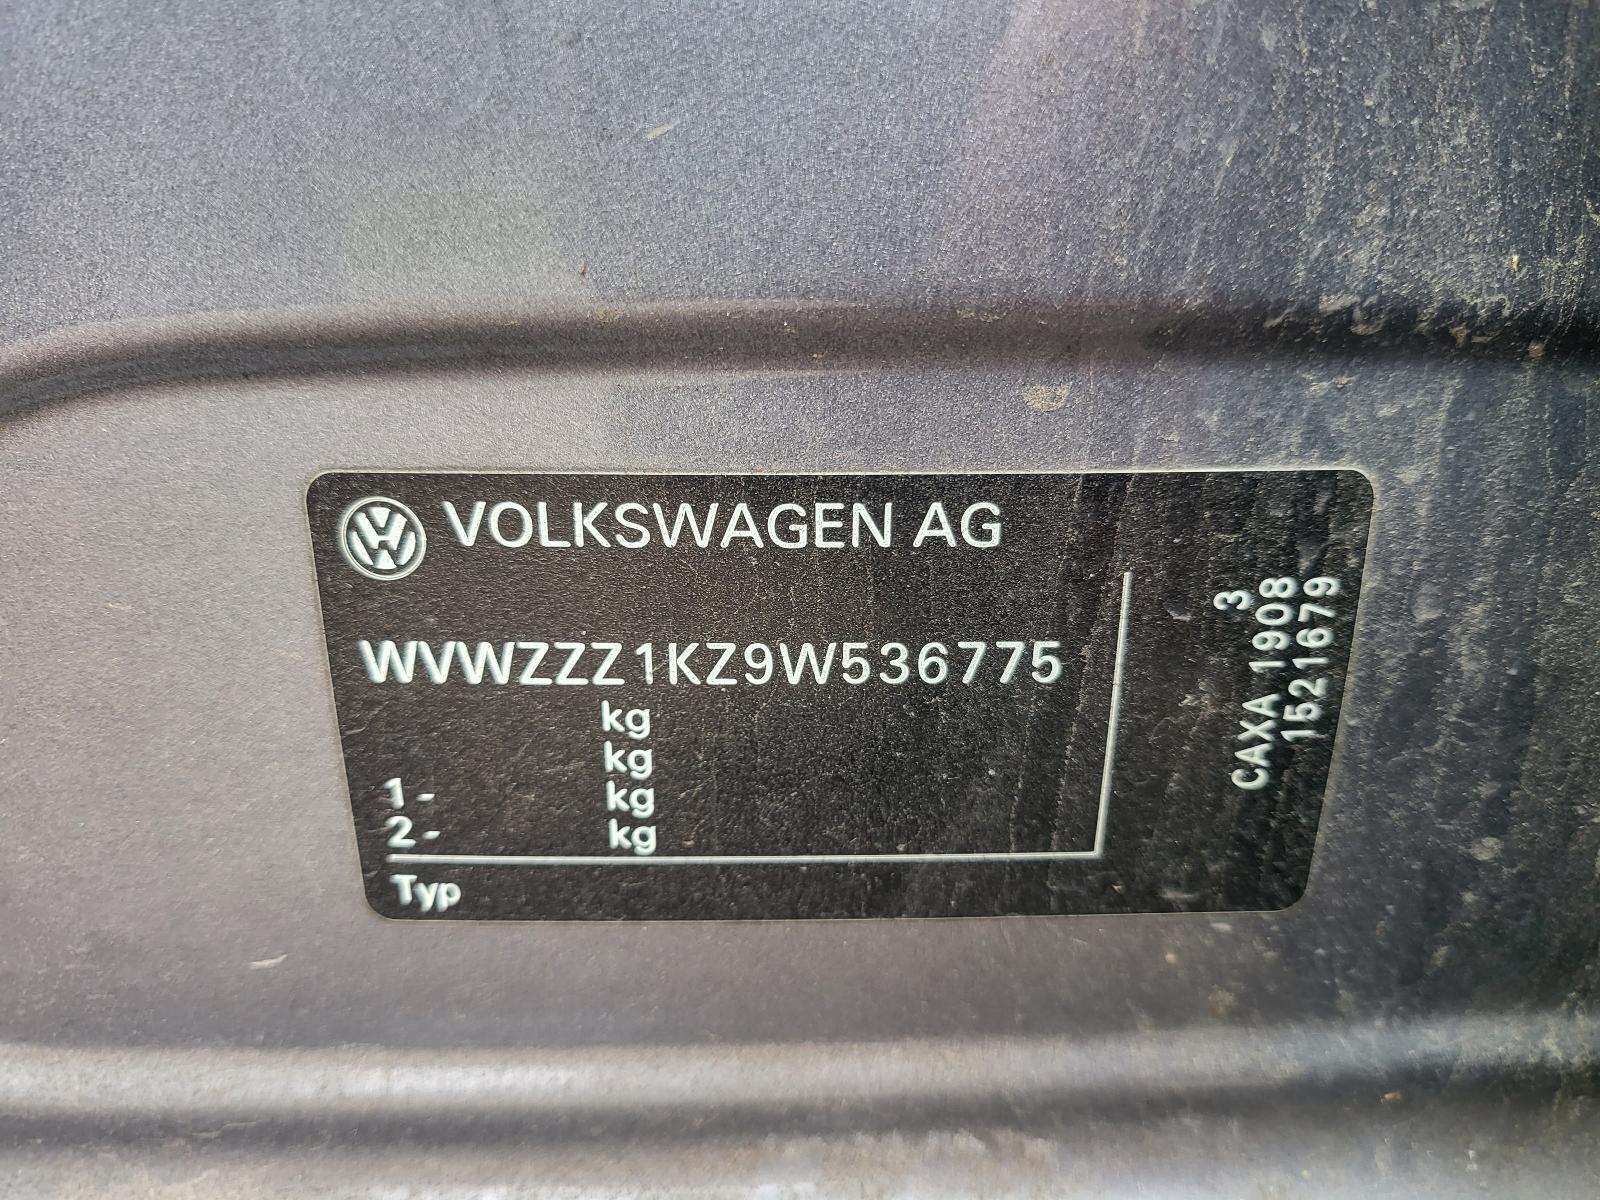 VOLKSWAGEN AG
WVWZZZ1KZ9W536775
kg
kg
1- kg
2- kg
Typ
3
CAXA 1908
1521679